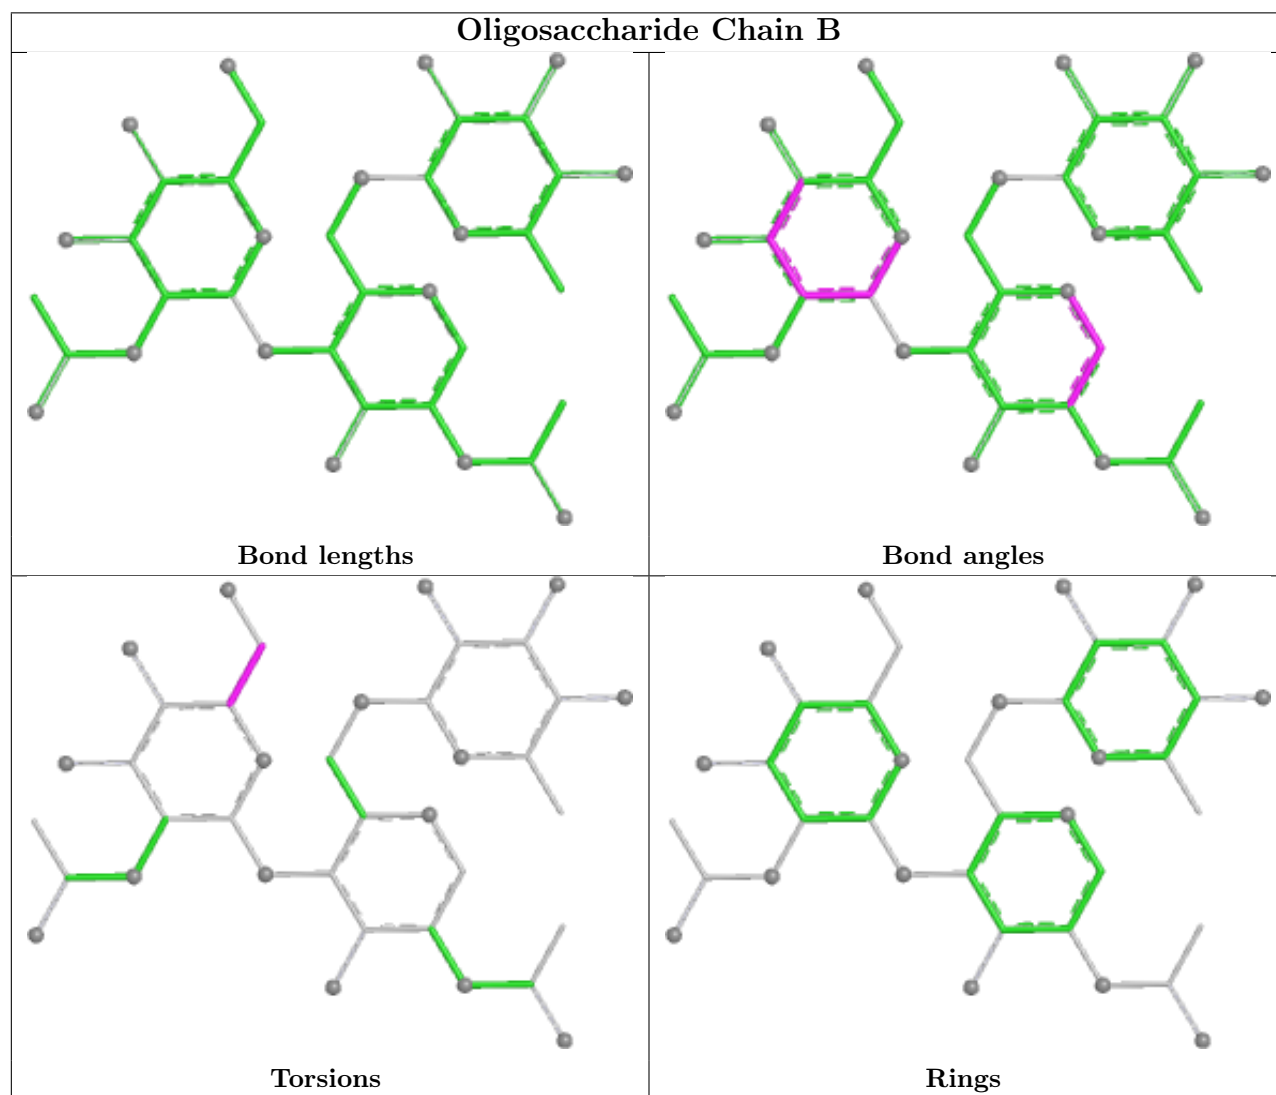 Oligosaccharide Chain B
Bond lengths
Bond angles
Torsions
Rings